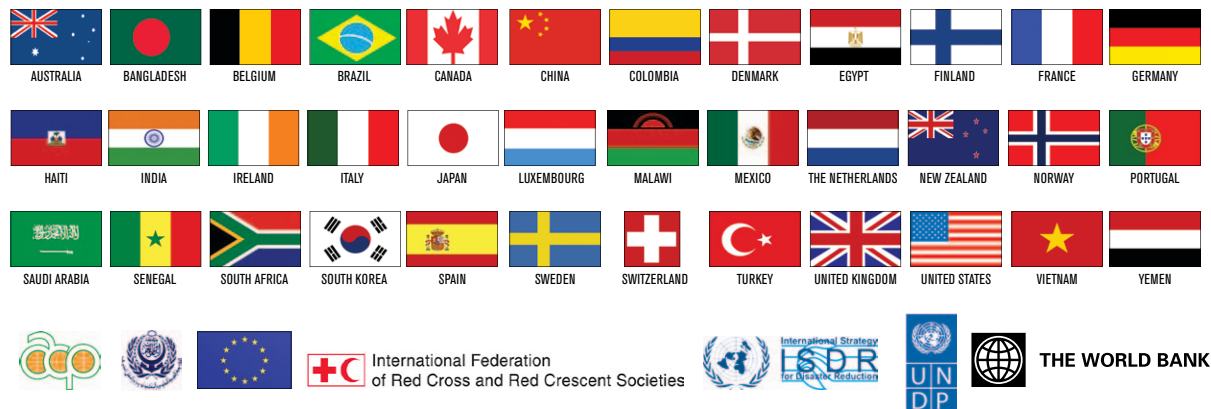 AUSTRALIA BANGLADESH BELGIUM BRAZIL CANADA CHINA COLOMBIA DENMARK EGYPT FINLAND FRANCE GERMANY
HAITI INDIA IRELAND ITALY JAPAN LUXEMBOURG MALAWI MEXICO THE NETHERLANDS NEW ZEALAND NORWAY PORTUGAL
SAUDI ARABIA SENEGAL SOUTH AFRICA SOUTH KOREA SPAIN SWEDEN SWITZERLAND TURKEY UNITED KINGDOM UNITED STATES VIETNAM YEMEN
acp
International Federation
of Red Cross and Red Crescent Societies
International Strategy
ISDR
for Disaster Reduction
UN
DP
THE WORLD BANK